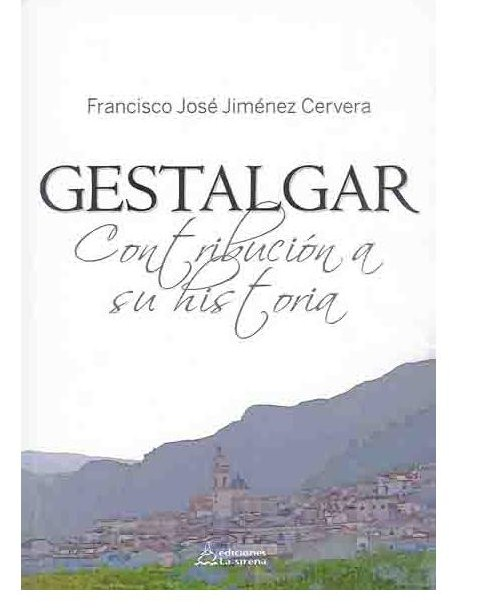 Francisco José Jiménez Cervera
GESTALGAR
Contribución a
su historia
ediciones
La sirena